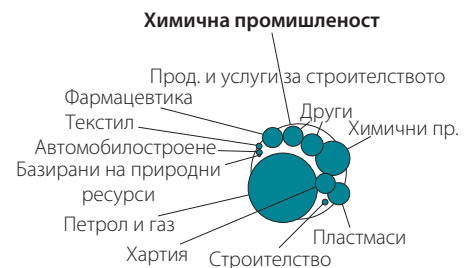 Химична промишленост
Прод. и услуги за строителството
Фармацевтика
Други
Текстил
Химични пр.
Автомобилостроене
Базирани на природни
ресурси
Петрол и газ
Пластмаси
Хартия
Строителство